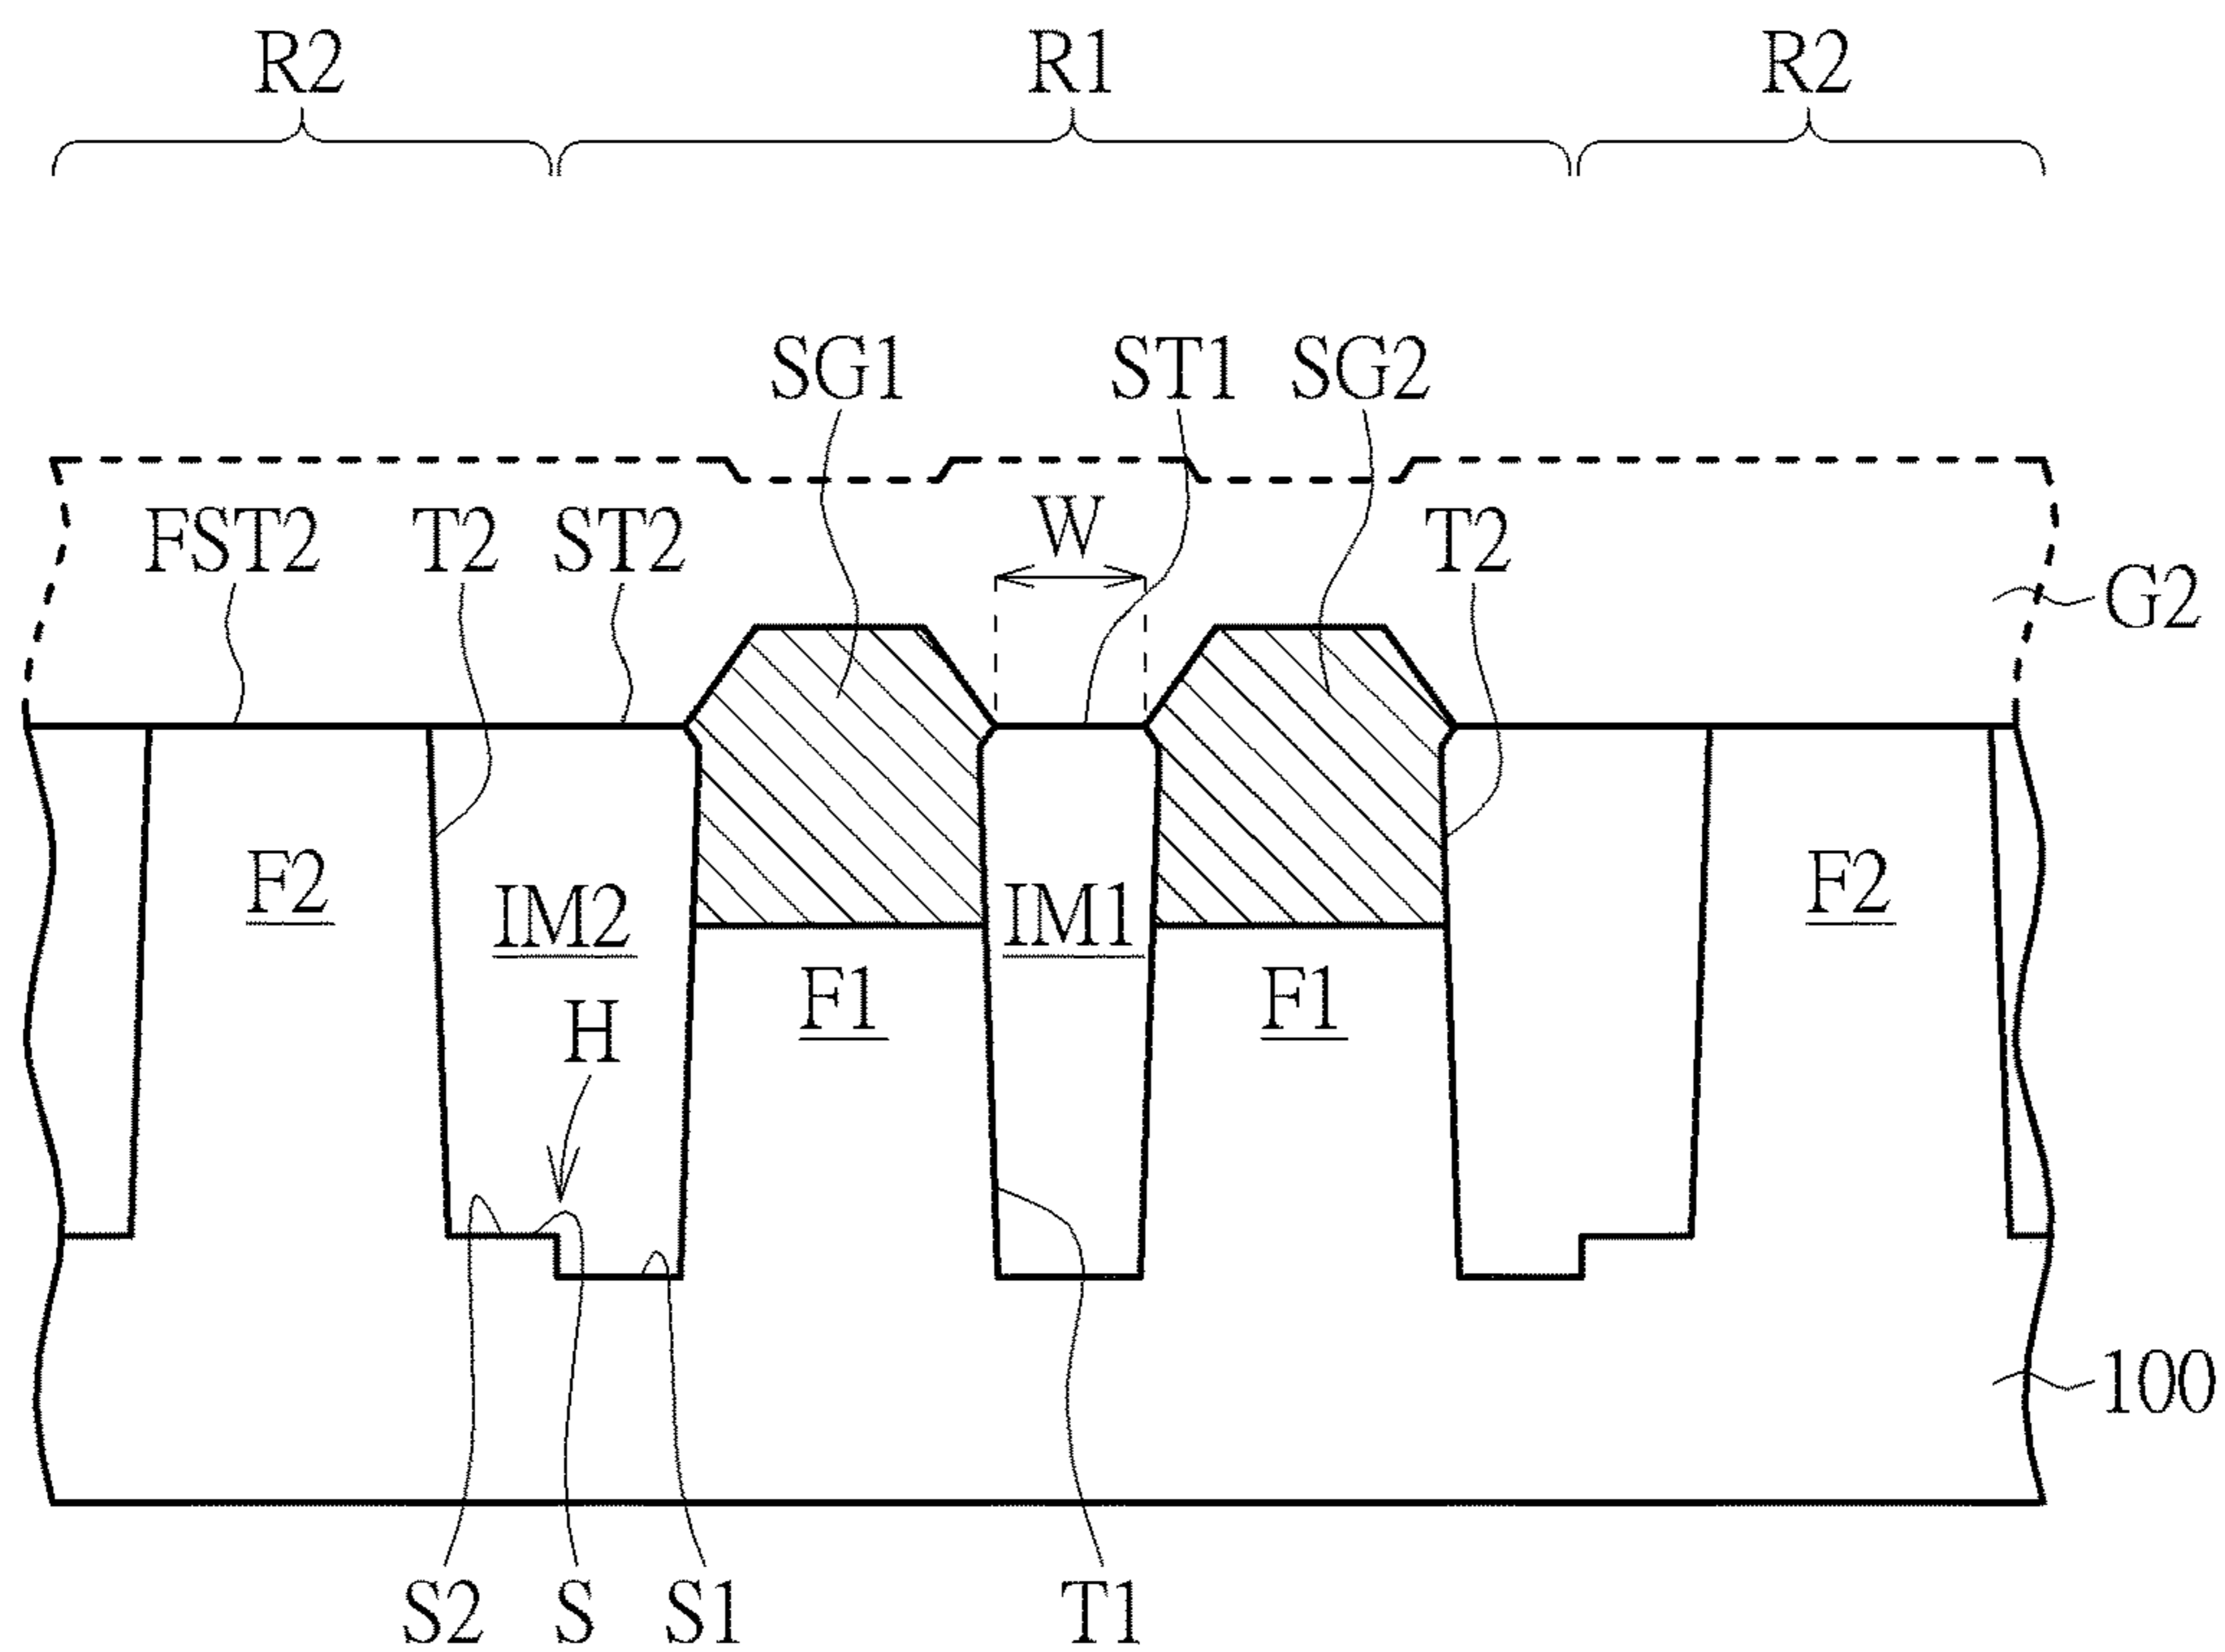 R2 R1 R2
SG1 ST1 SG2
FST2 T2 ST2 W T2
G2
F2 IM2 IM1 F2
F1 F1
H
100
S2 S S1 T1